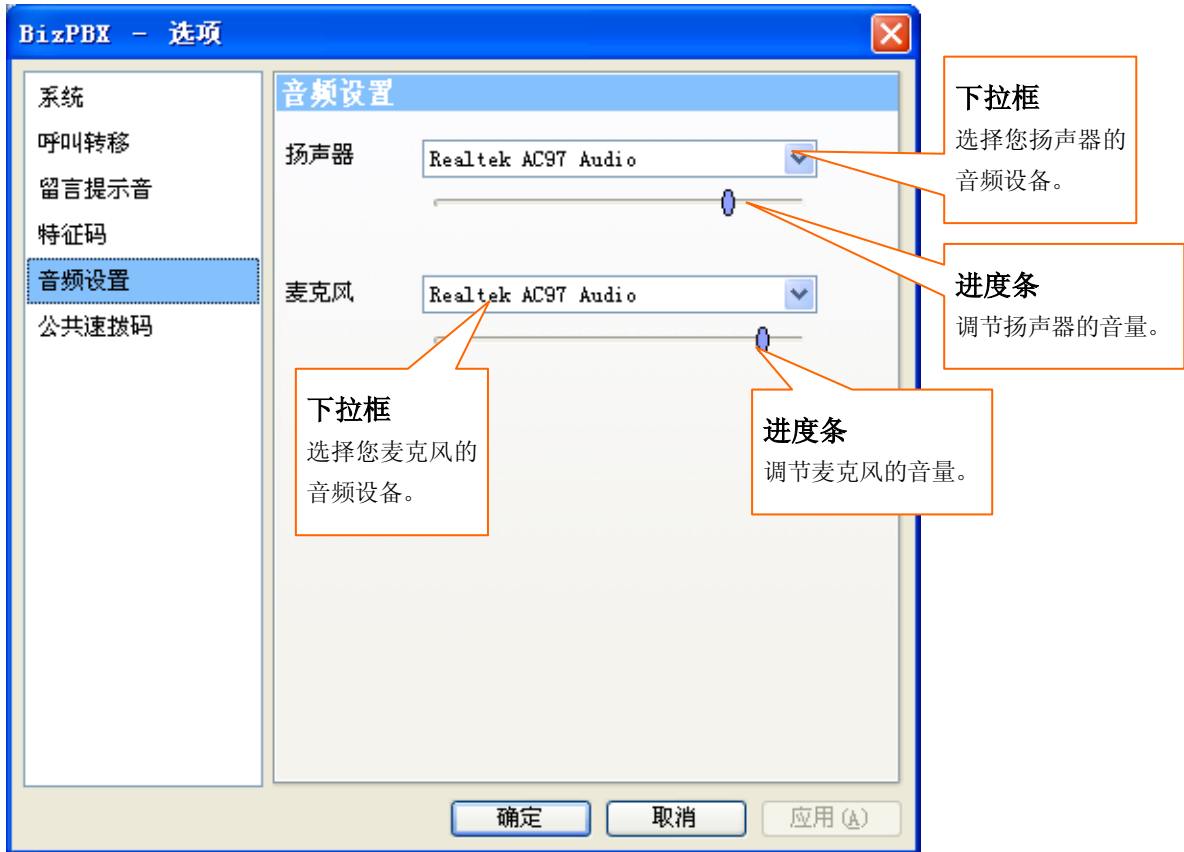 BizPBX - 选项
系统
呼叫转移
留言提示音
特征码
音频设置
公共速拨码
音频设置
扬声器
Realtek AC97 Audio
麦克风
Realtek AC97 Audio
下拉框
选择您扬声器的
音频设备。
进度条
调节扬声器的音量。
下拉框
选择您麦克风的
音频设备。
进度条
调节麦克风的音量。
确定
取消
应用(A)